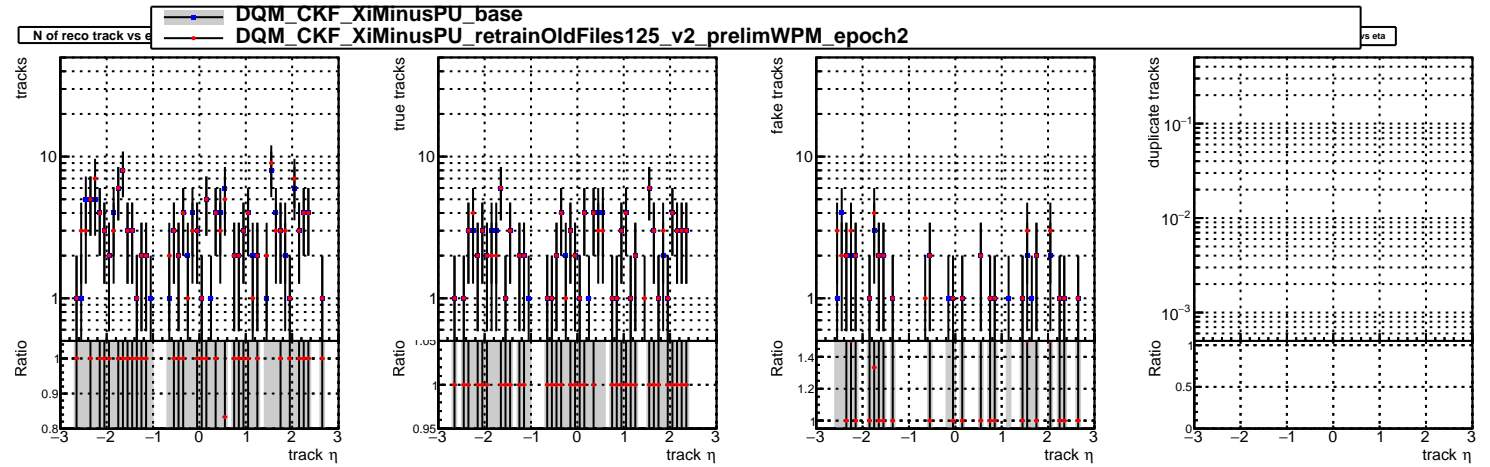 DQM_CKF_XiMinusPU_base
DQM_CKF_XiMinusPU_retrainOldFiles125_v2_prelimWPM_epoch2
N of reco track vs e
vs eta
tracks
10
1
Ratio
1
0.9
0.8
−3 −2 −1 0 1 2 3
track η
true tracks
10
1
Ratio
1.05
1
0.95
−3 −2 −1 0 1 2 3
track η
fake tracks
10
1
Ratio
1.4
1.2
1
−3 −2 −1 0 1 2 3
track η
duplicate tracks
10−1
10−2
10−3
Ratio
1
0.5
0
−3 −2 −1 0 1 2 3
track η